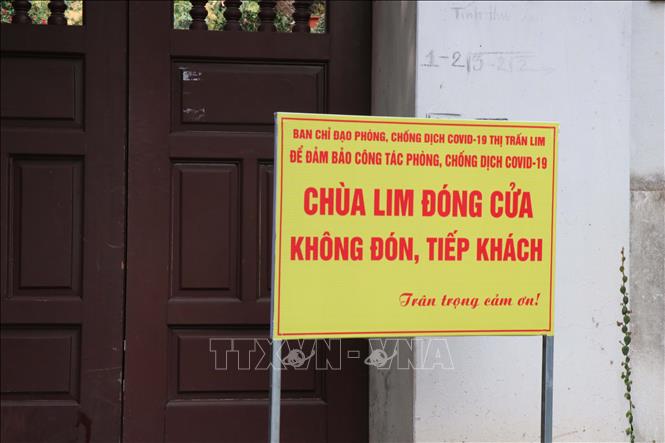 BAN CHỈ ĐẠO PHÒNG, CHỐNG DỊCH COVID-19 THỊ TRẤN LIM
ĐỂ ĐẢM BẢO CÔNG TÁC PHÒNG, CHỐNG DỊCH COVID-19
CHÙA LIM ĐÓNG CỬA
KHÔNG ĐÓN, TIẾP KHÁCH
Trân trọng cảm ơn!
TTXVN-VNA